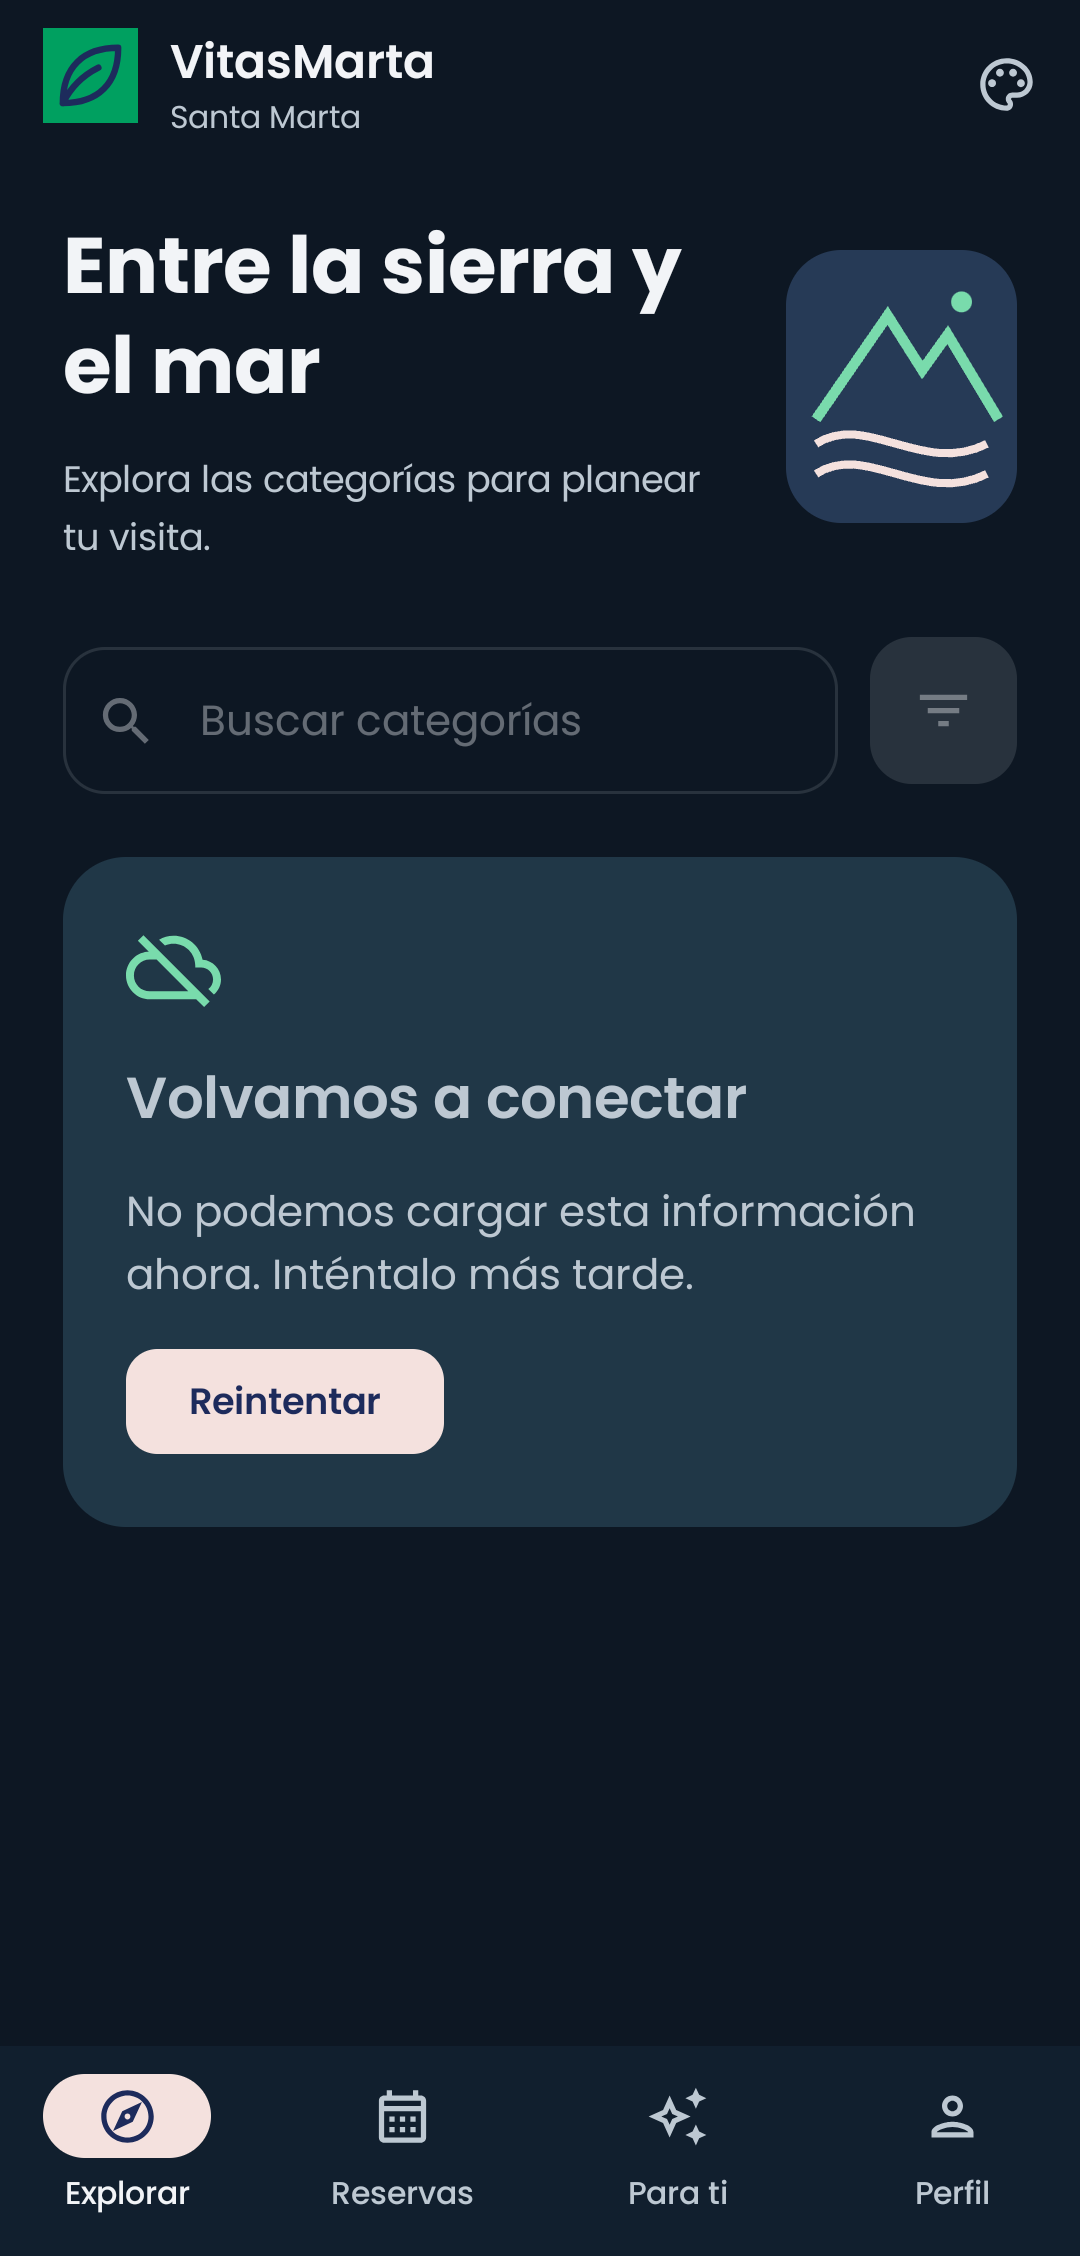 VitasMarta
Santa Marta
Entre la sierra y
el mar
Explora las categorías para planear
tu visita.
Buscar categorías
Volvamos a conectar
No podemos cargar esta información
ahora. Inténtalo más tarde.
Reintentar
Explorar
Reservas
Para ti
Perfil